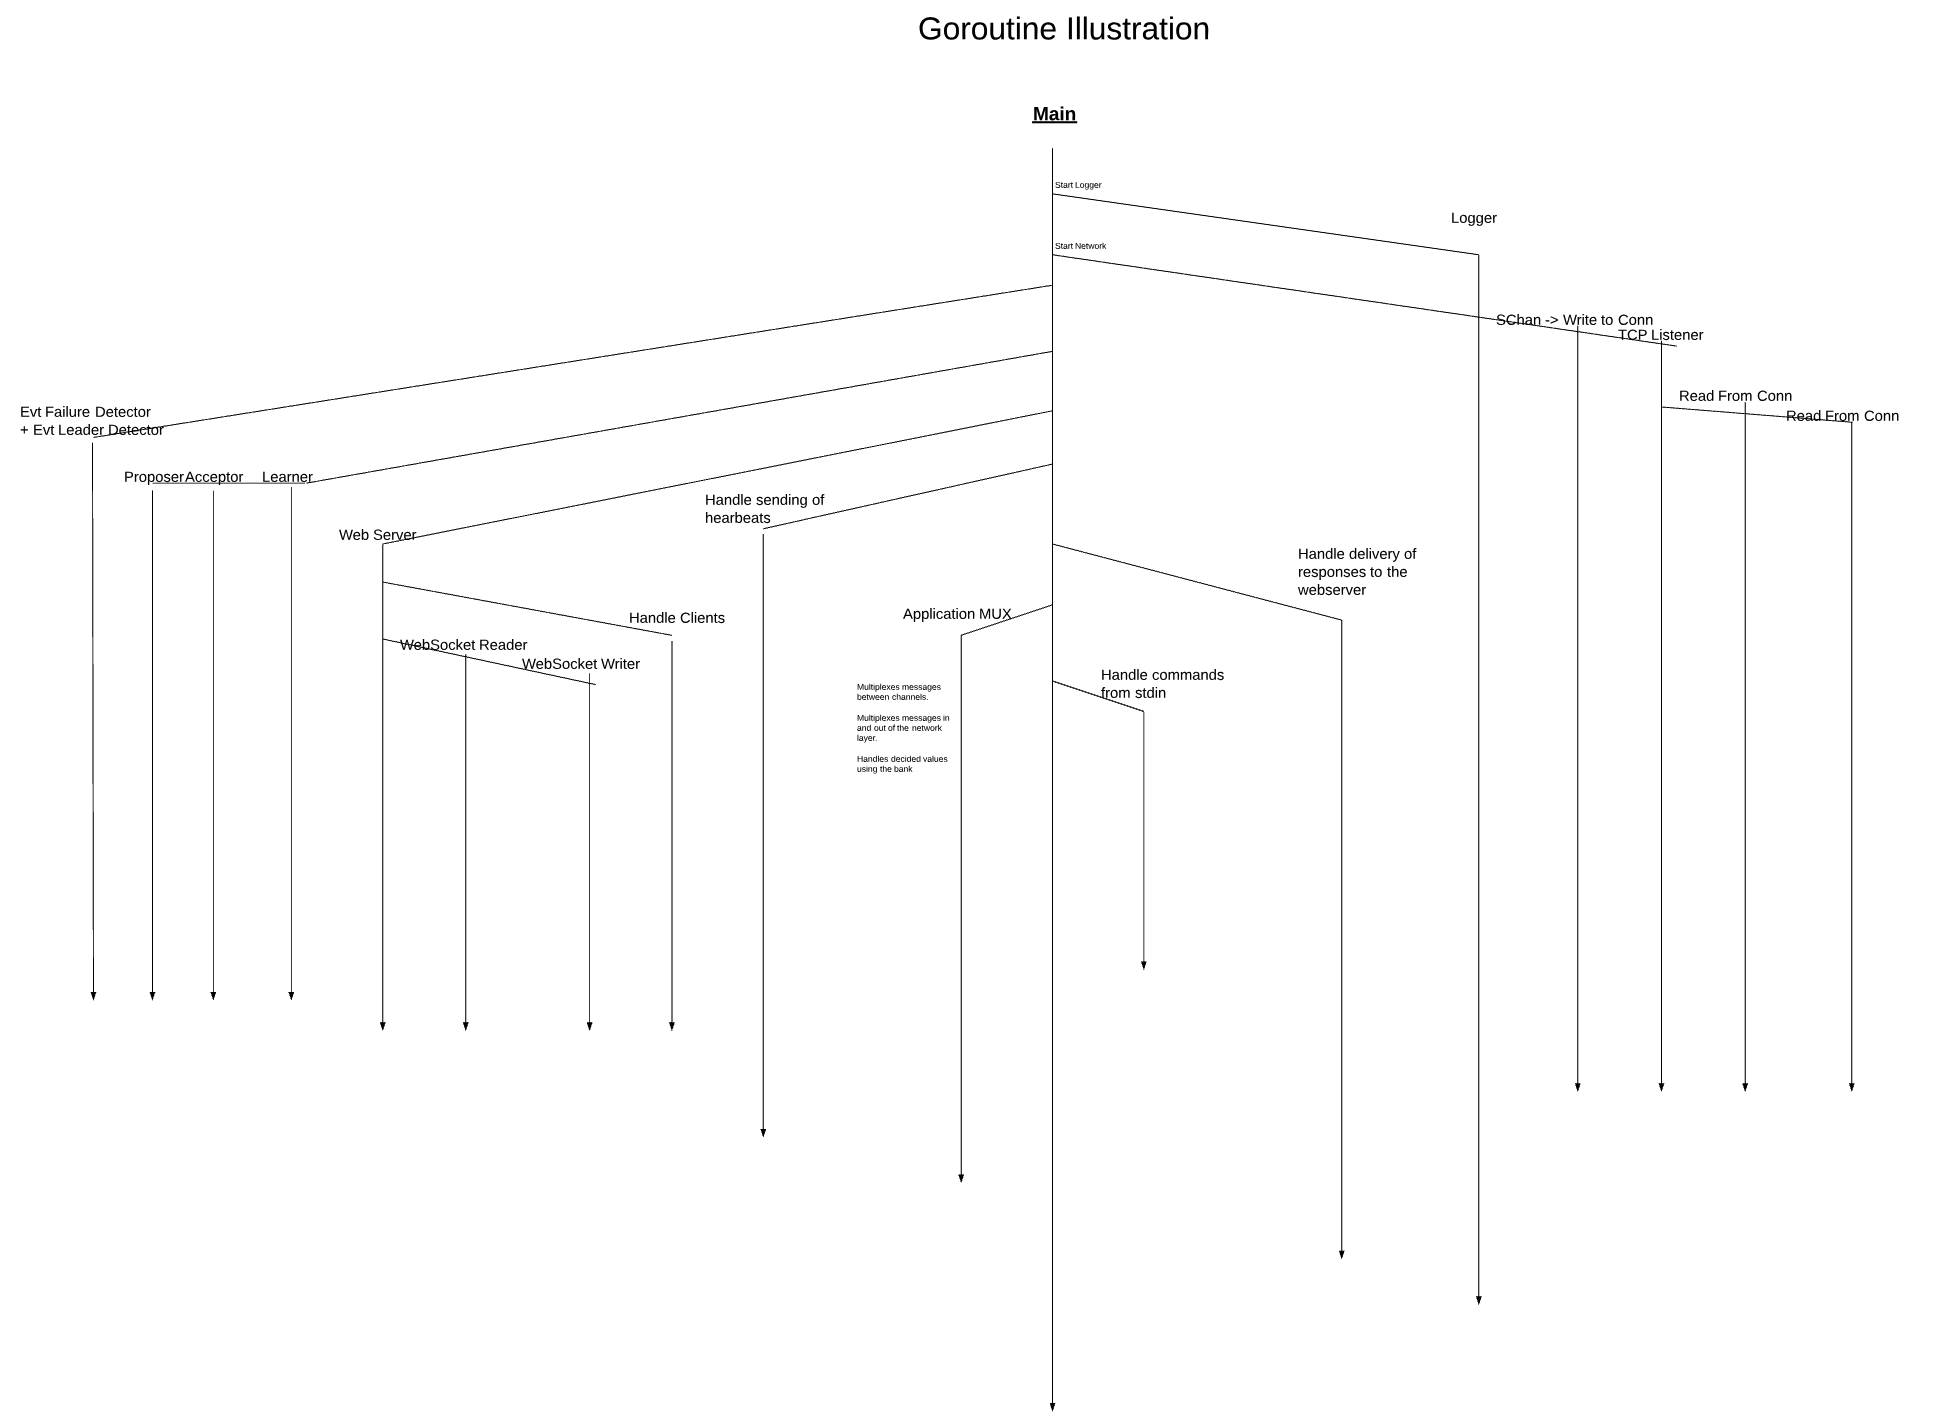 Goroutine Illustration
Main
Start Logger
Logger
Start Network
SChan -> Write to Conn
TCP Listener
Read From Conn
Read From Conn
Evt Failure Detector
+ Evt Leader Detector
Proposer
Acceptor
Learner
Handle sending of
hearbeats
Web Server
Handle delivery of
responses to the
webserver
Application MUX
Handle Clients
WebSocket Reader
WebSocket Writer
Handle commands
from stdin
Multiplexes messages
between channels.
Multiplexes messages in
and out of the network
layer.
Handles decided values
using the bank